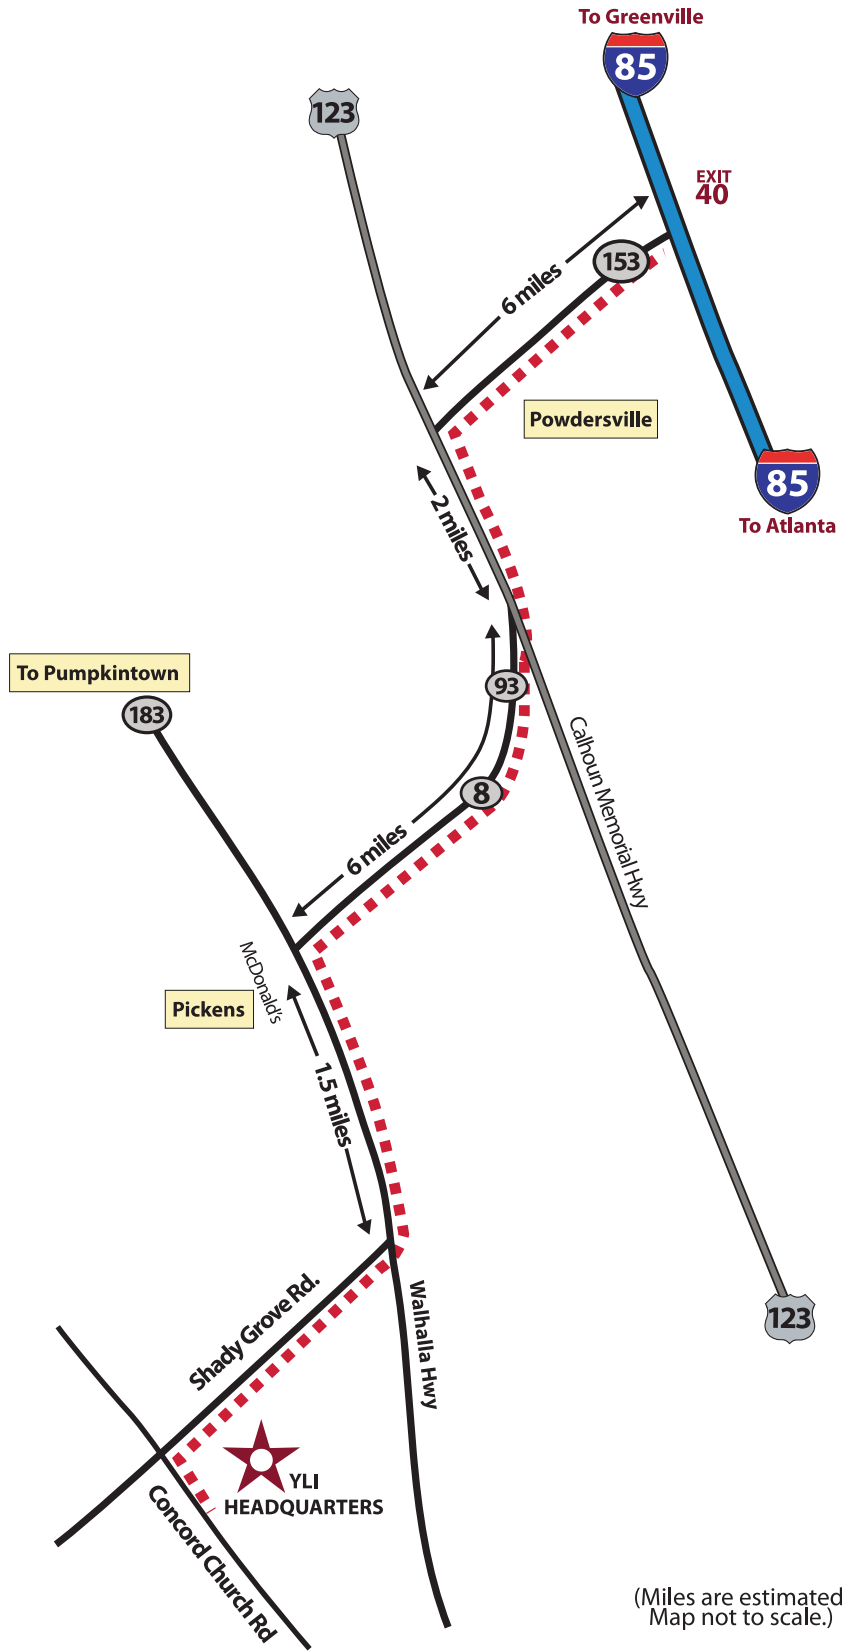 To Greenville
85
123
EXIT
40
153
6 miles
Powdersville
85
To Atlanta
2 miles
To Pumpkintown
93
183
Calhoun Memorial Hwy
8
6 miles
McDonald's
Pickens
1.5 miles
Shady Grove Rd.
Walhalla Hwy
123
YLI
HEADQUARTERS
Concord Church Rd
(Miles are estimated
Map not to scale.)